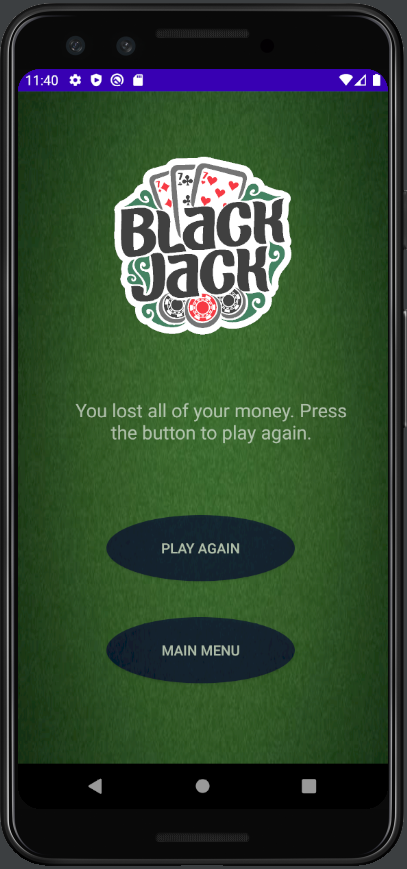 11:40
7
7
7
BLaCK
JaCK
You lost all of your money. Press
the button to play again.
PLAY AGAIN
MAIN MENU